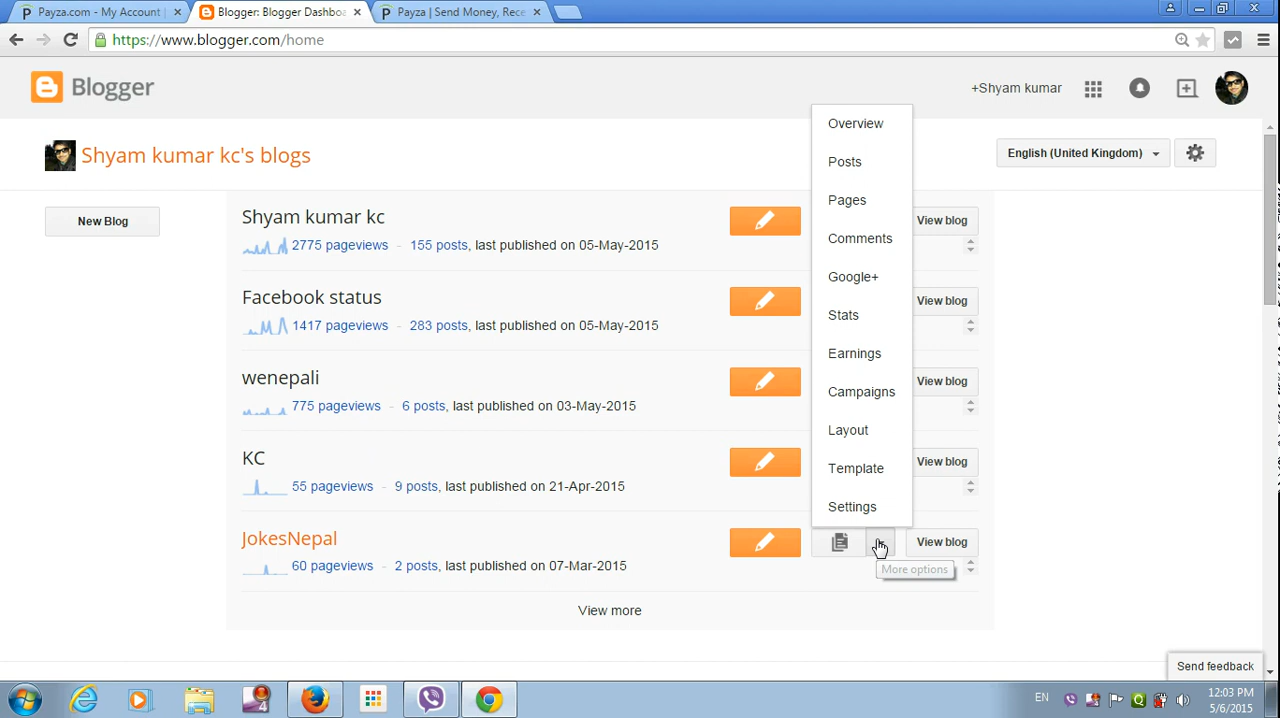 Payza.com - My Account
Blogger: Blogger Dashboa
Payza | Send Money, Rece
https://www.blogger.com/home
Blogger
+Shyam kumar
Shyam kumar kc's blogs
English (United Kingdom)
New Blog
Overview
Posts
Pages
Comments
Google+
Stats
Earnings
Campaigns
Layout
Template
Settings
Shyam kumar kc
2775 pageviews - 155 posts, last published on 05-May-2015
View blog
Facebook status
1417 pageviews - 283 posts, last published on 05-May-2015
View blog
wenepali
775 pageviews - 6 posts, last published on 03-May-2015
View blog
KC
55 pageviews - 9 posts, last published on 21-Apr-2015
View blog
JokesNepal
60 pageviews - 2 posts, last published on 07-Mar-2015
View blog
More options
View more
Send feedback
4
EN
12:03 PM
5/6/2015